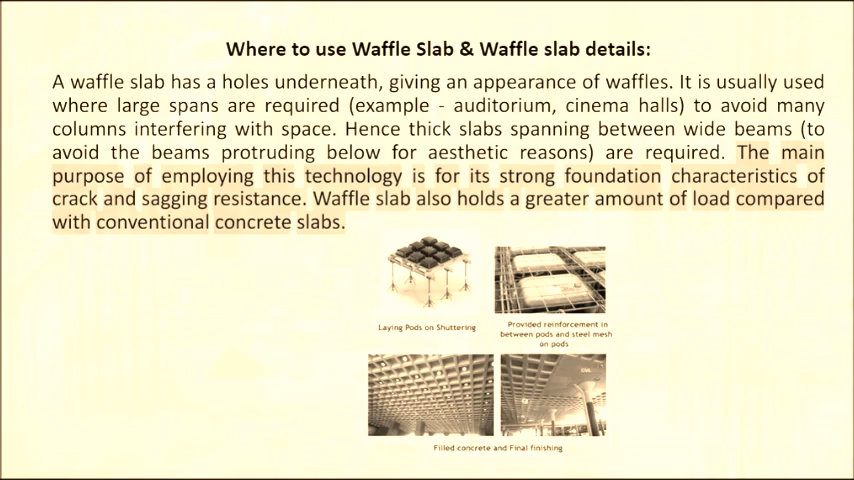 Where to use Waffle Slab & Waffle slab details:
A waffle slab has a holes underneath, giving an appearance of waffles. It is usually used
where large spans are required (example - auditorium, cinema halls) to avoid many
columns interfering with space. Hence thick slabs spanning between wide beams (to
avoid the beams protruding below for aesthetic reasons) are required. The main
purpose of employing this technology is for its strong foundation characteristics of
crack and sagging resistance. Waffle slab also holds a greater amount of load compared
with conventional concrete slabs.
Laying Pods on Shuttering
Provided reinforcement in
between pods and steel mesh
on pods
Filled concrete and Final finishing